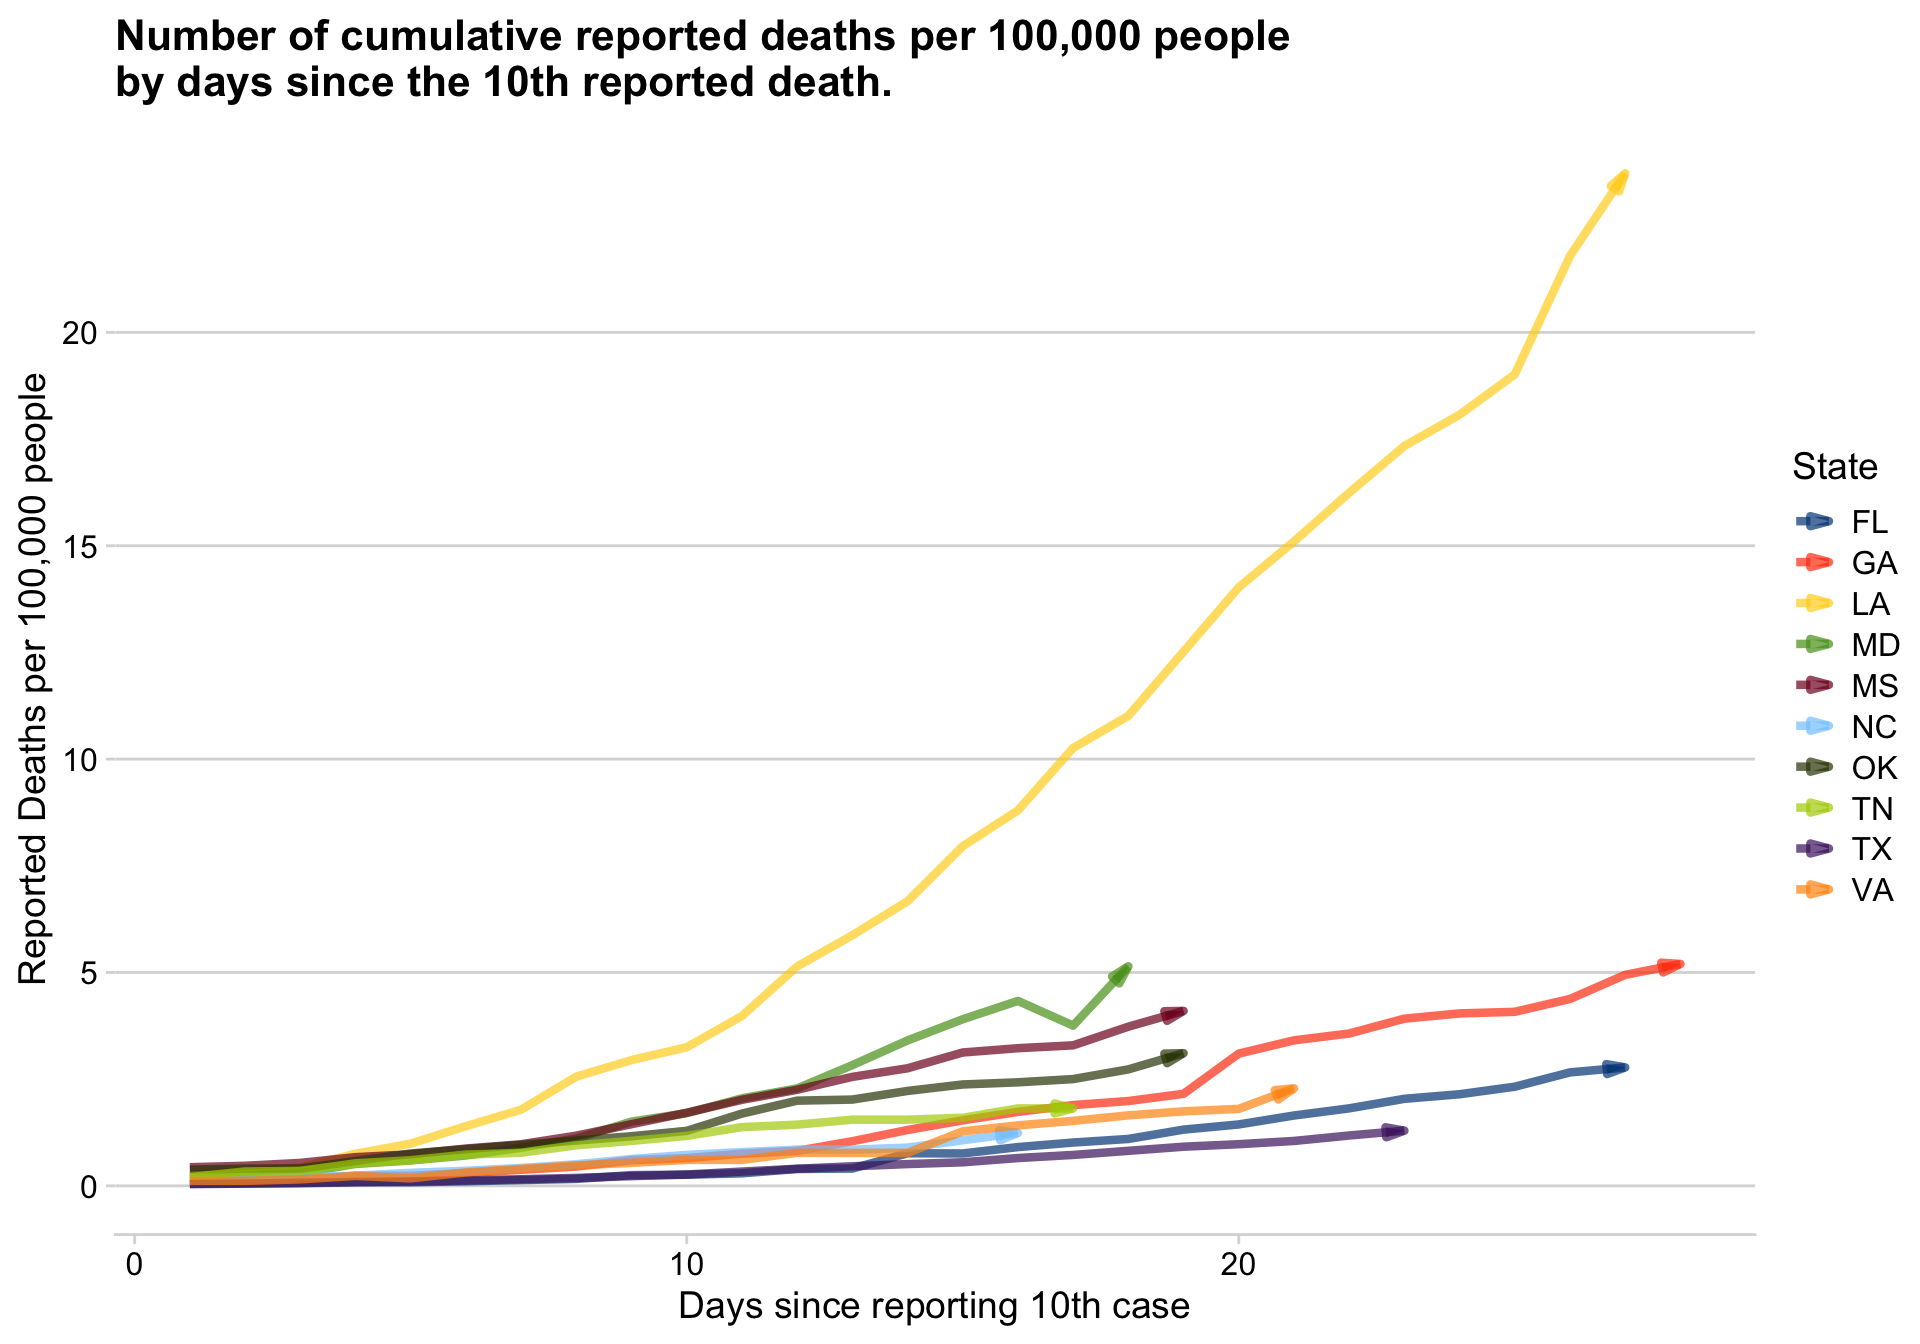 Number of cumulative reported deaths per 100,000 people
by days since the 10th reported death.
Reported Deaths per 100,000 people
20
15
10
5
0
0
10
20
Days since reporting 10th case
State
FL
GA
LA
MD
MS
NC
OK
TN
TX
VA